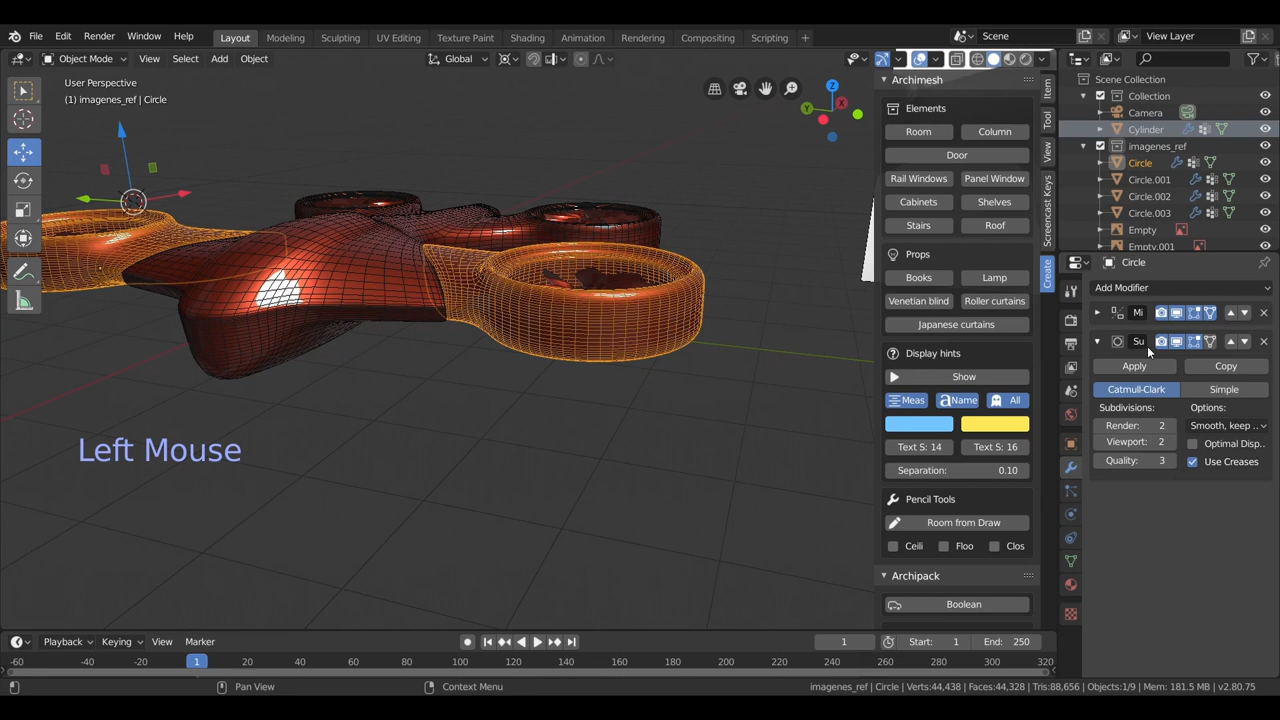 File Edit Render Window Help Layout Modeling Sculpting UV Editing Texture Paint Shading Animation Rendering Compositing Scripting + Scene View Layer
Object Mode View Select Add Object Global
User Perspective
(1) imagenes_ref | Circle
Z
Y
X
Left Mouse
Archimesh
Elements
Room Column
Door
Rail Windows Panel Window
Cabinets Shelves
Stairs Roof
Props
Books Lamp
Venetian blind Roller curtains
Japanese curtains
Display hints
Show
Meas Name All
Text S: 14 Text S: 16
Separation: 0.10
Pencil Tools
Room from Draw
Ceili Floo Clos
Archipack
Boolean
Item
Tool
View
Screencast Keys
Create
Scene Collection
Collection
Camera
Cylinder
imagenes_ref
Circle
Circle.001
Circle.002
Circle.003
Empty
Empty.001
Circle
Add Modifier
Mi
Su
Apply Copy
Catmull-Clark Simple
Subdivisions: Options:
Render: 2 Smooth, keep ..
Viewport: 2 Optimal Disp..
Quality: 3 Use Creases
Playback Keying View Marker 1 Start: 1 End: 250
-60 -40 -20 1 20 40 60 80 100 120 140 160 180 200 220 240 260 280 300 320
Pan View Context Menu imagenes_ref | Circle | Verts:44,438 | Faces:44,328 | Tris:88,656 | Objects:1/9 | Mem: 181.5 MB | v2.80.75